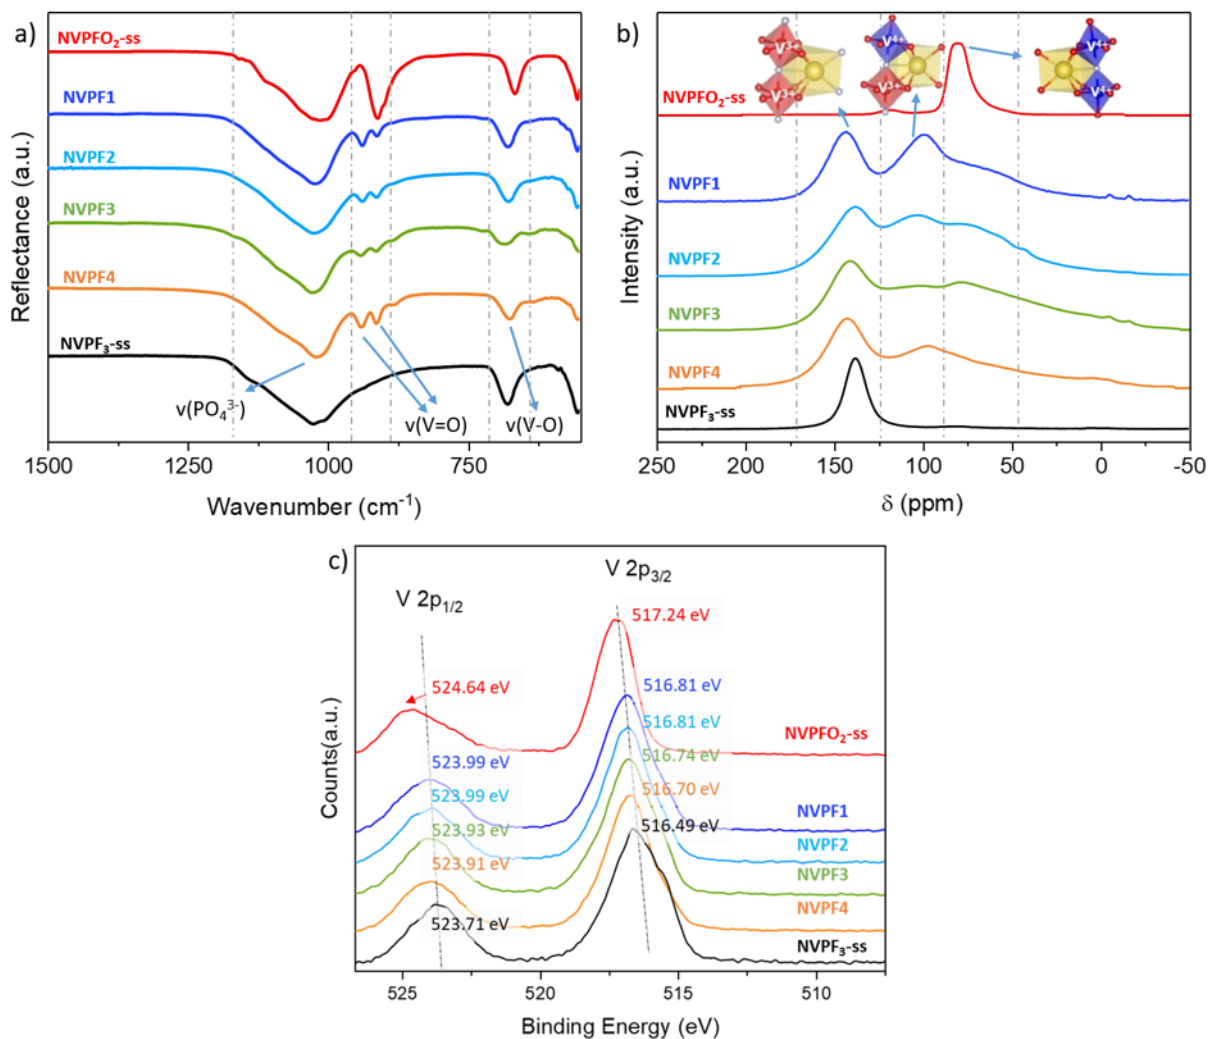 a)
NVPFO₂-ss
NVPF1
NVPF2
NVPF3
NVPF4
NVPF₃-ss
ν(PO₄³⁻)
ν(V=O)
ν(V-O)
Reflectance (a.u.)
1500 1250 1000 750
Wavenumber (cm⁻¹)
b)
V³⁺ V³⁺
V⁴⁺ V³⁺
V⁴⁺ V⁴⁺
NVPFO₂-ss
NVPF1
NVPF2
NVPF3
NVPF4
NVPF₃-ss
Intensity (a.u.)
250 200 150 100 50 0 -50
δ (ppm)
c)
V 2p₁/₂
V 2p₃/₂
524.64 eV
523.99 eV
523.99 eV
523.93 eV
523.91 eV
523.71 eV
517.24 eV
516.81 eV
516.81 eV
516.74 eV
516.70 eV
516.49 eV
NVPFO₂-ss
NVPF1
NVPF2
NVPF3
NVPF4
NVPF₃-ss
Counts(a.u.)
525 520 515 510
Binding Energy (eV)